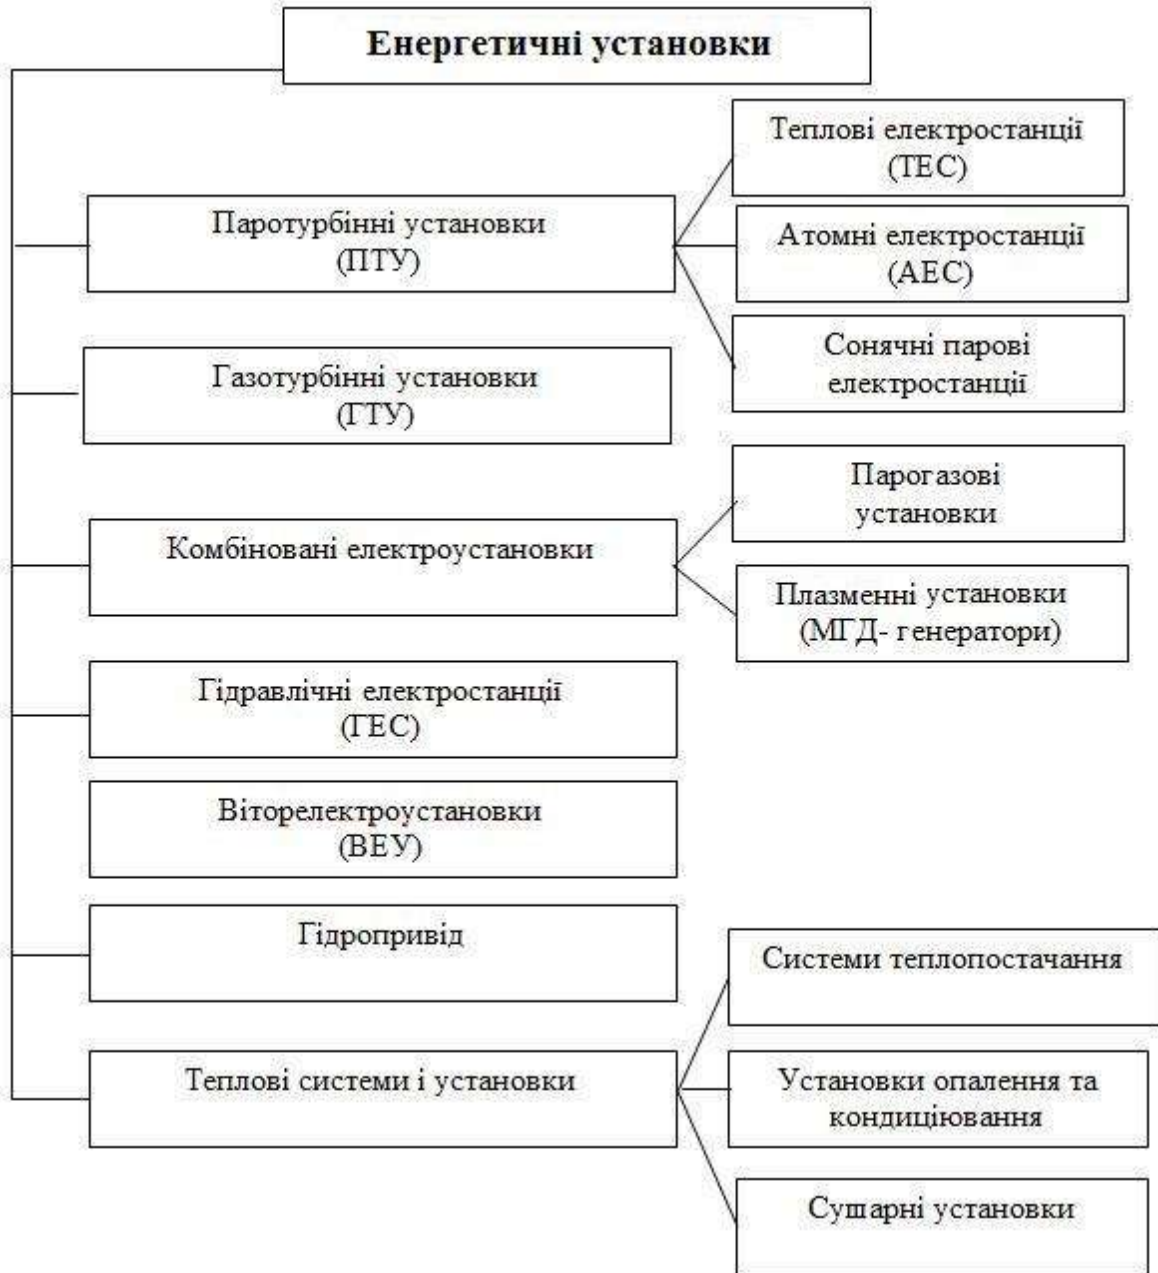 Енергетичні установки
Теплові електростанції
(ТЕС)
Паротурбінні установки
(ПТУ)
Атомні електростанції
(АЕС)
Сонячні парові
електростанції
Газотурбінні установки
(ГТУ)
Парогазові
установки
Комбіновані електроустановки
Плазменні установки
(МГД- генератори)
Гідравлічні електростанції
(ГЕС)
Віторелектроустановки
(ВЕУ)
Гідропривід
Системи теплопостачання
Теплові системи і установки
Установки опалення та
кондиціювання
Сушарні установки